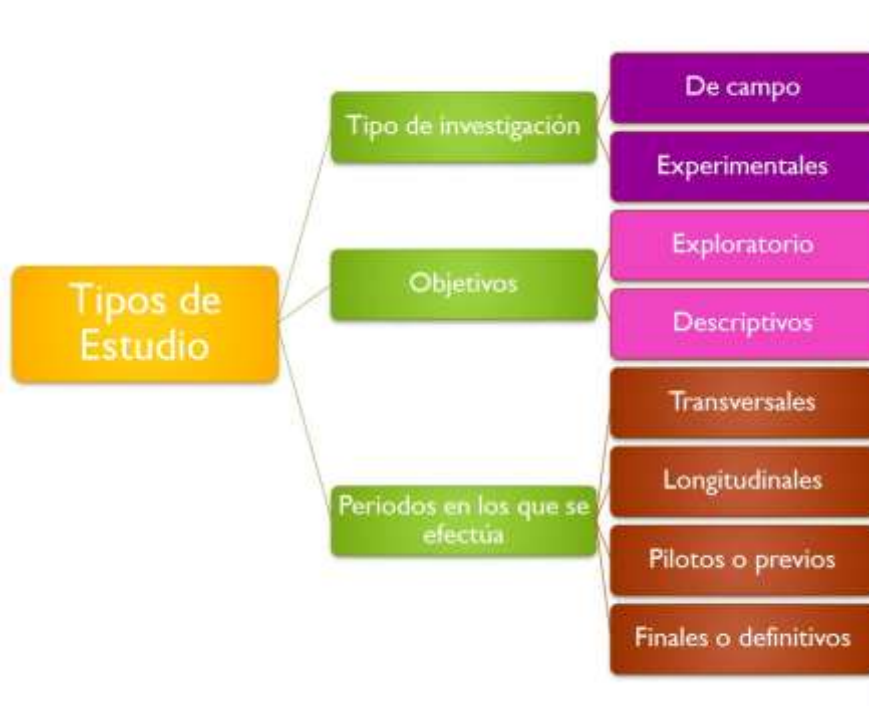 Tipos de
Estudio
Tipo de investigación
De campo
Experimentales
Objetivos
Exploratorio
Descriptivos
Periodos en los que se
efectúa
Transversales
Longitudinales
Pilotos o previos
Finales o definitivos